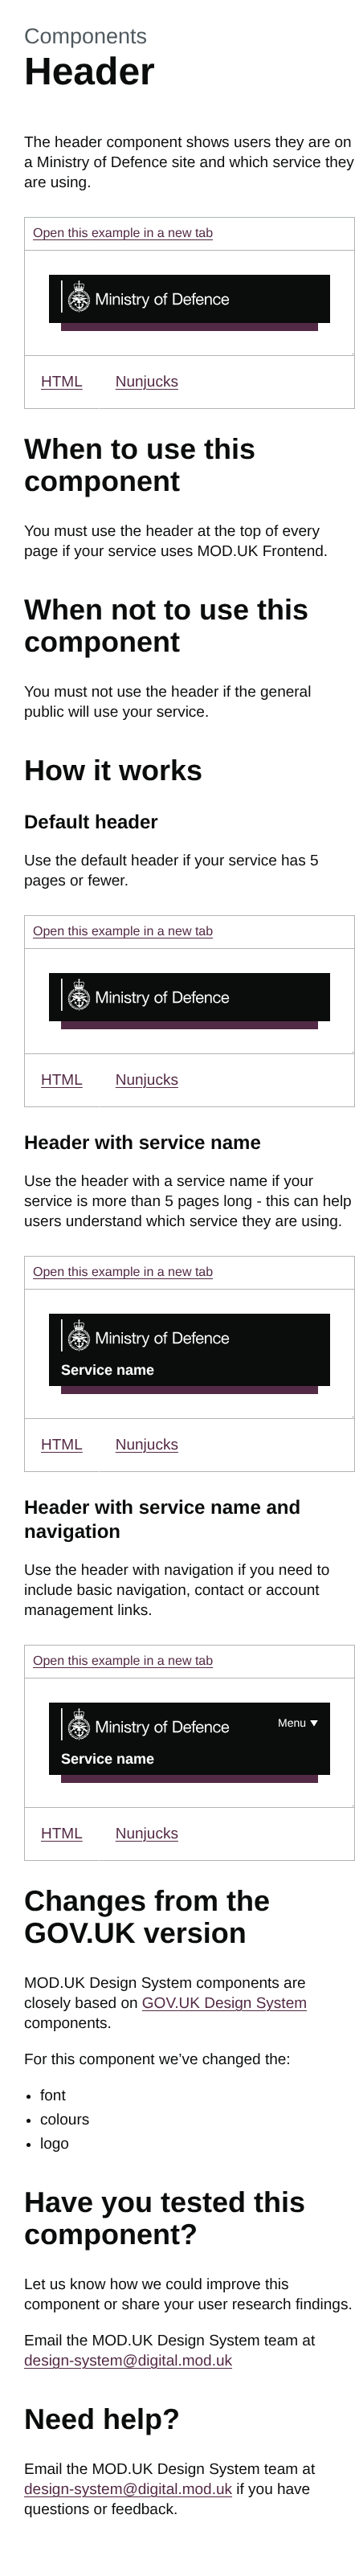 Components
Header
The header component shows users they are on
a Ministry of Defence site and which service they
are using.
Open this example in a new tab
Ministry of Defence
HTML Nunjucks
When to use this
component
You must use the header at the top of every
page if your service uses MOD.UK Frontend.
When not to use this
component
You must not use the header if the general
public will use your service.
How it works
Default header
Use the default header if your service has 5
pages or fewer.
Open this example in a new tab
Ministry of Defence
HTML Nunjucks
Header with service name
Use the header with a service name if your
service is more than 5 pages long - this can help
users understand which service they are using.
Open this example in a new tab
Ministry of Defence
Service name
HTML Nunjucks
Header with service name and
navigation
Use the header with navigation if you need to
include basic navigation, contact or account
management links.
Open this example in a new tab
Ministry of Defence Menu ▼
Service name
HTML Nunjucks
Changes from the
GOV.UK version
MOD.UK Design System components are
closely based on GOV.UK Design System
components.
For this component we’ve changed the:
• font
• colours
• logo
Have you tested this
component?
Let us know how we could improve this
component or share your user research findings.
Email the MOD.UK Design System team at
design-system@digital.mod.uk
Need help?
Email the MOD.UK Design System team at
design-system@digital.mod.uk if you have
questions or feedback.